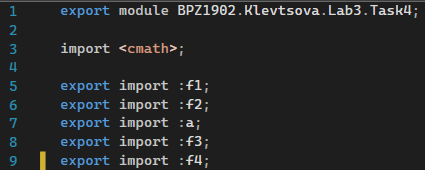 1 export module BPZ1902.Klevtsova.Lab3.Task4;
2
3 import <cmath>;
4
5 export import :f1;
6 export import :f2;
7 export import :a;
8 export import :f3;
9 export import :f4;